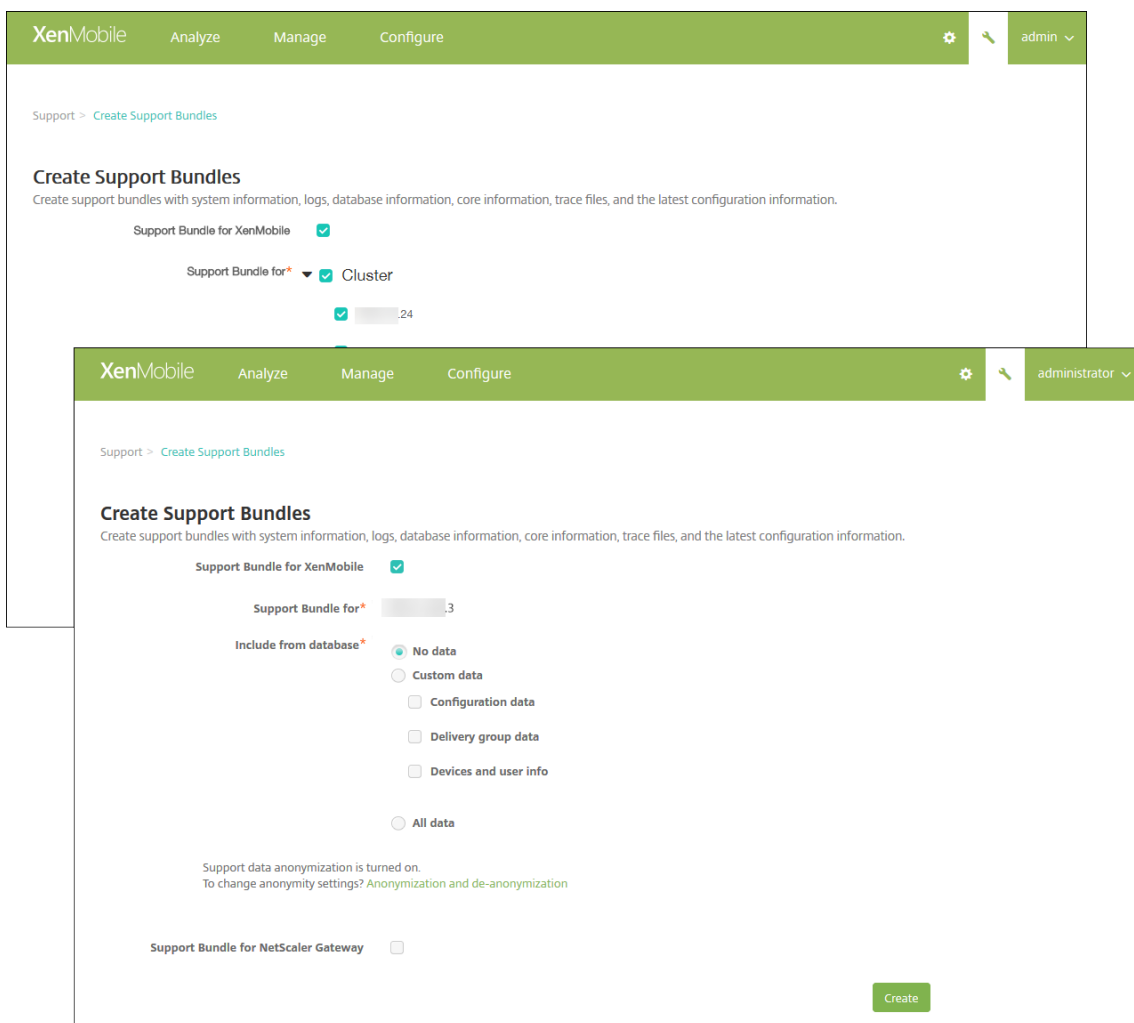 XenMobile Analyze Manage Configure admin
Support > Create Support Bundles
Create Support Bundles
Create support bundles with system information, logs, database information, core information, trace files, and the latest configuration information.
Support Bundle for XenMobile
Support Bundle for* Cluster
.24
XenMobile Analyze Manage Configure administrator
Support > Create Support Bundles
Create Support Bundles
Create support bundles with system information, logs, database information, core information, trace files, and the latest configuration information.
Support Bundle for XenMobile
Support Bundle for* .3
Include from database* No data
Custom data
Configuration data
Delivery group data
Devices and user info
All data
Support data anonymization is turned on.
To change anonymity settings? Anonymization and de-anonymization
Support Bundle for NetScaler Gateway
Create